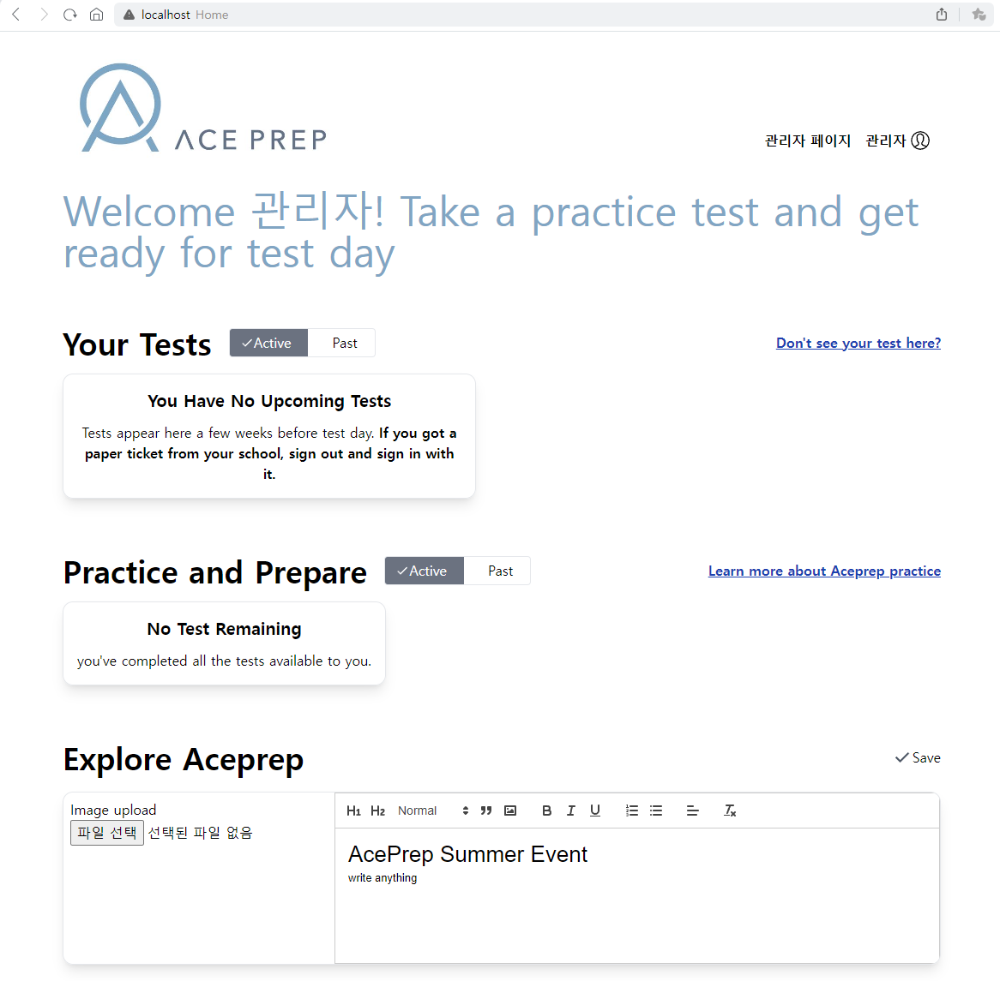 localhost Home
ACE PREP
관리자 페이지 관리자
Welcome 관리자! Take a practice test and get
ready for test day
Your Tests Active Past Don't see your test here?
You Have No Upcoming Tests
Tests appear here a few weeks before test day. If you got a
paper ticket from your school, sign out and sign in with
it.
Practice and Prepare Active Past Learn more about Aceprep practice
No Test Remaining
you've completed all the tests available to you.
Explore Aceprep Save
Image upload
파일 선택 선택된 파일 없음
H1 H2 Normal B I U
AcePrep Summer Event
write anything